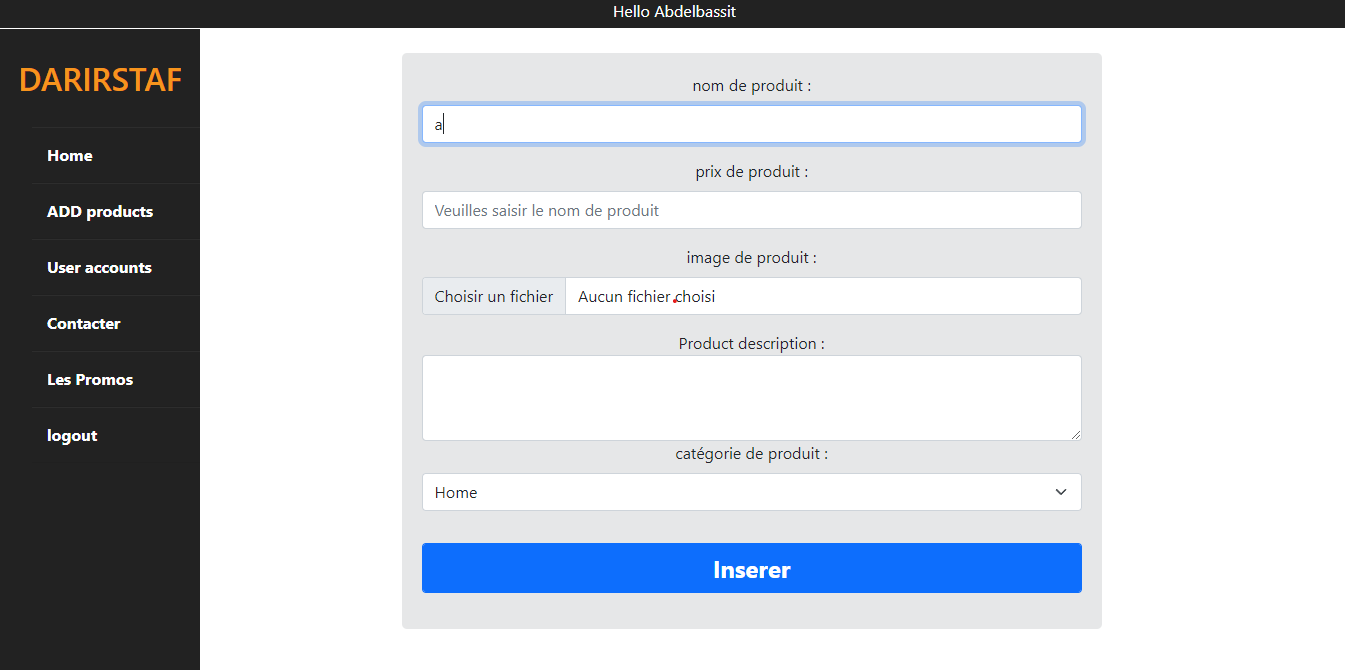 Hello Abdelbassit
DARIRSTAF
Home
ADD products
User accounts
Contacter
Les Promos
logout
nom de produit :
a
prix de produit :
Veuilles saisir le nom de produit
image de produit :
Choisir un fichier Aucun fichier choisi
Product description :
catégorie de produit :
Home
Inserer